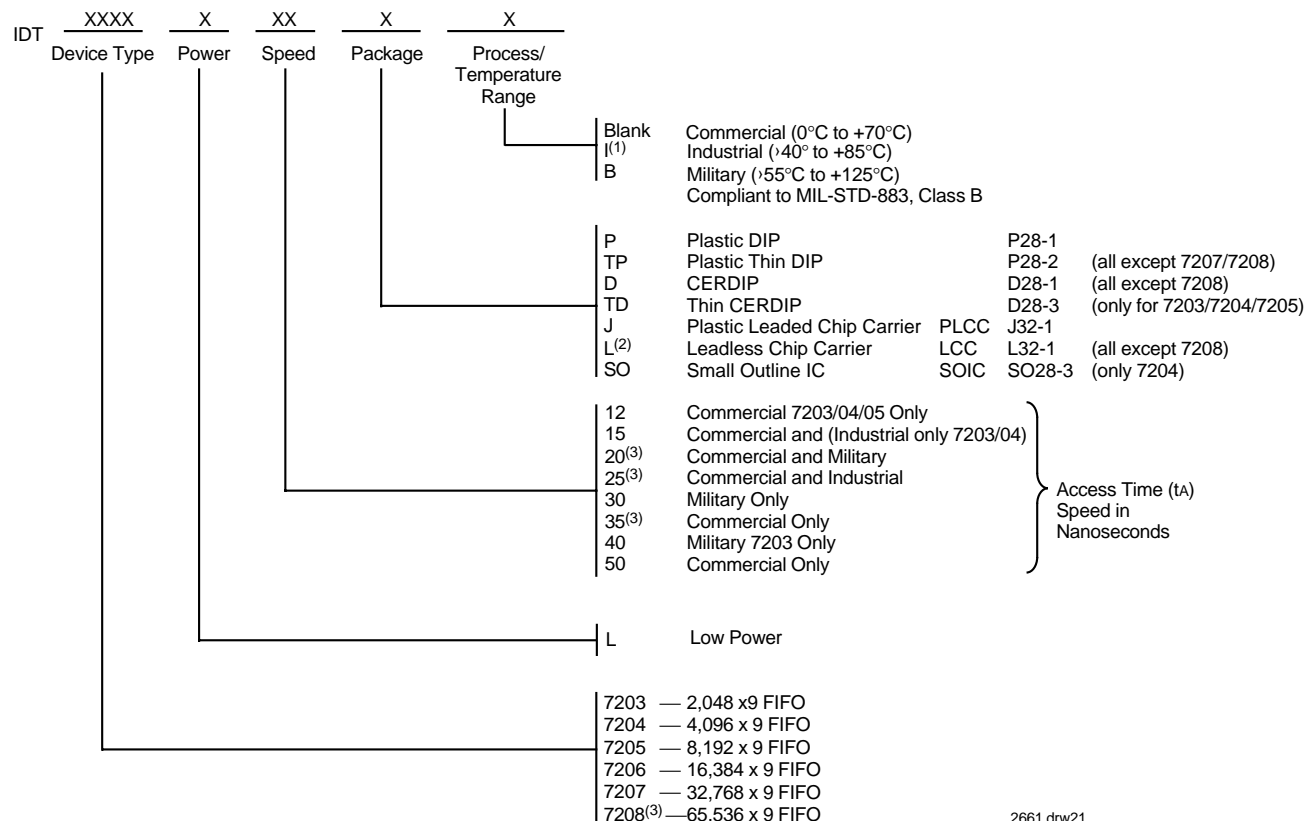 IDT XXXX X XX X X
Device Type Power Speed Package Process/
Temperature
Range
Blank Commercial (0°C to +70°C)
I(1) Industrial (›40° to +85°C)
B Military (›55°C to +125°C)
Compliant to MIL-STD-883, Class B
P Plastic DIP P28-1
TP Plastic Thin DIP P28-2 (all except 7207/7208)
D CERDIP D28-1 (all except 7208)
TD Thin CERDIP D28-3 (only for 7203/7204/7205)
J Plastic Leaded Chip Carrier PLCC J32-1
L(2) Leadless Chip Carrier LCC L32-1 (all except 7208)
SO Small Outline IC SOIC SO28-3 (only 7204)
12 Commercial 7203/04/05 Only
15 Commercial and (Industrial only 7203/04)
20(3) Commercial and Military
25(3) Commercial and Industrial
30 Military Only
35(3) Commercial Only
40 Military 7203 Only
50 Commercial Only
Access Time (tA)
Speed in
Nanoseconds
L Low Power
7203 — 2,048 x9 FIFO
7204 — 4,096 x 9 FIFO
7205 — 8,192 x 9 FIFO
7206 — 16,384 x 9 FIFO
7207 — 32,768 x 9 FIFO
7208(3) — 65,536 x 9 FIFO
2661 drw21